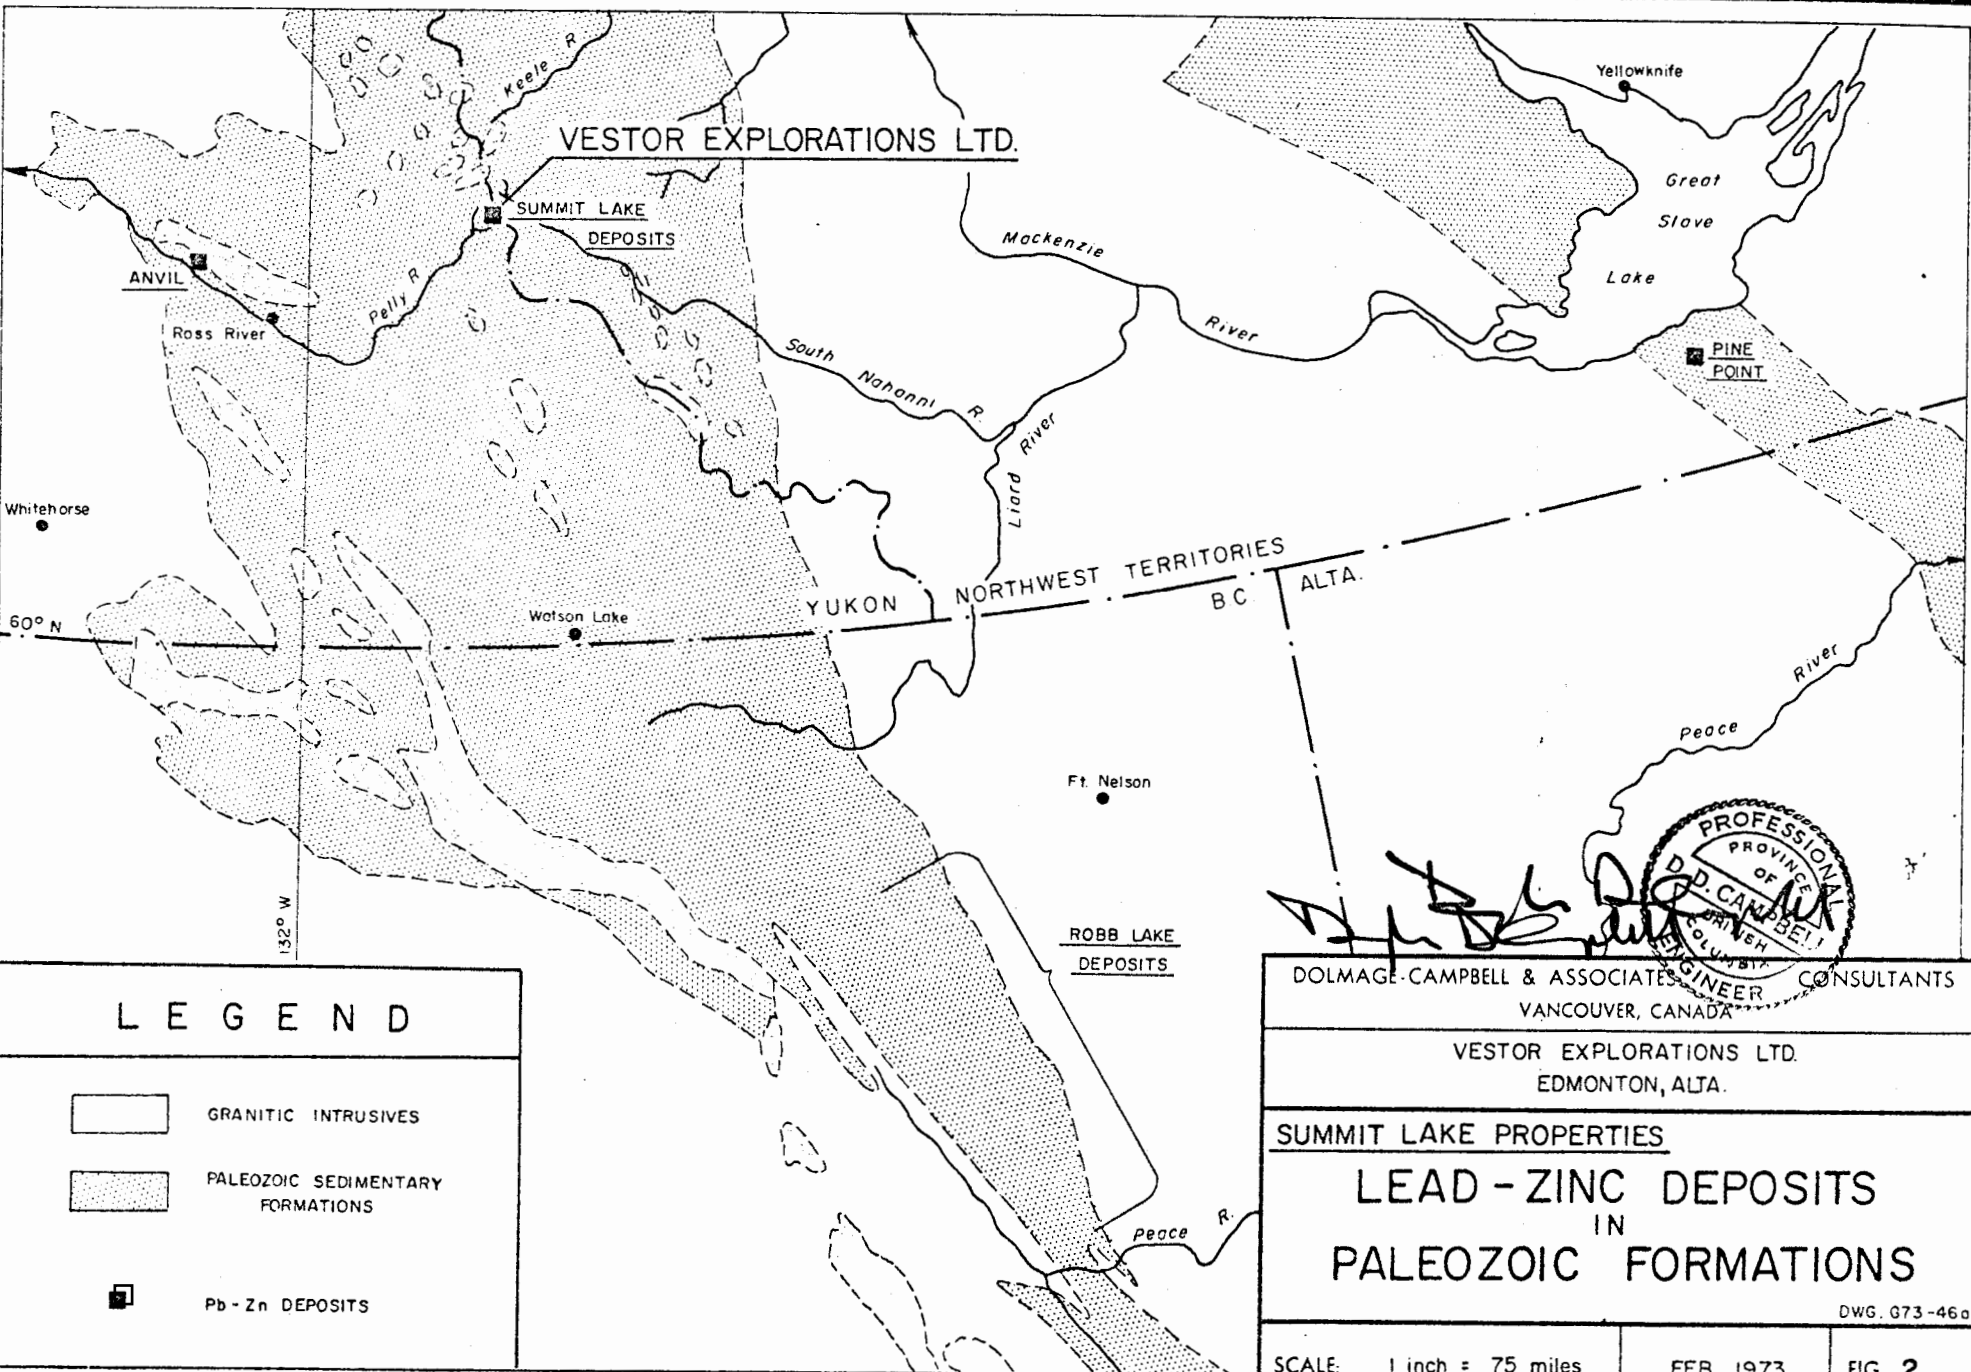 Keele R
Yellowknife
VESTOR EXPLORATIONS LTD.
Great
Slave
Lake
SUMMIT LAKE
DEPOSITS
Mackenzie
River
ANVIL
Pelly R
Ross River
South
Nahanni
R.
PINE
POINT
Liard
River
Whitehorse
NORTHWEST TERRITORIES
YUKON
B C
ALTA.
60° N
Watson Lake
Peace
River
Ft. Nelson
132° W
ROBB LAKE
DEPOSITS
Peace R.
PROFESSIONAL
PROVINCE
OF
D. D. CAMPBELL
BRITISH
COLUMBIA
ENGINEER
LEGEND
GRANITIC INTRUSIVES
PALEOZOIC SEDIMENTARY
FORMATIONS
Pb - Zn DEPOSITS
DOLMAGE-CAMPBELL & ASSOCIATES CONSULTANTS
VANCOUVER, CANADA
VESTOR EXPLORATIONS LTD.
EDMONTON, ALTA.
SUMMIT LAKE PROPERTIES
LEAD - ZINC DEPOSITS
IN
PALEOZOIC FORMATIONS
DWG. G73-46a
SCALE: 1 inch = 75 miles
FEB. 1973
FIG. 2